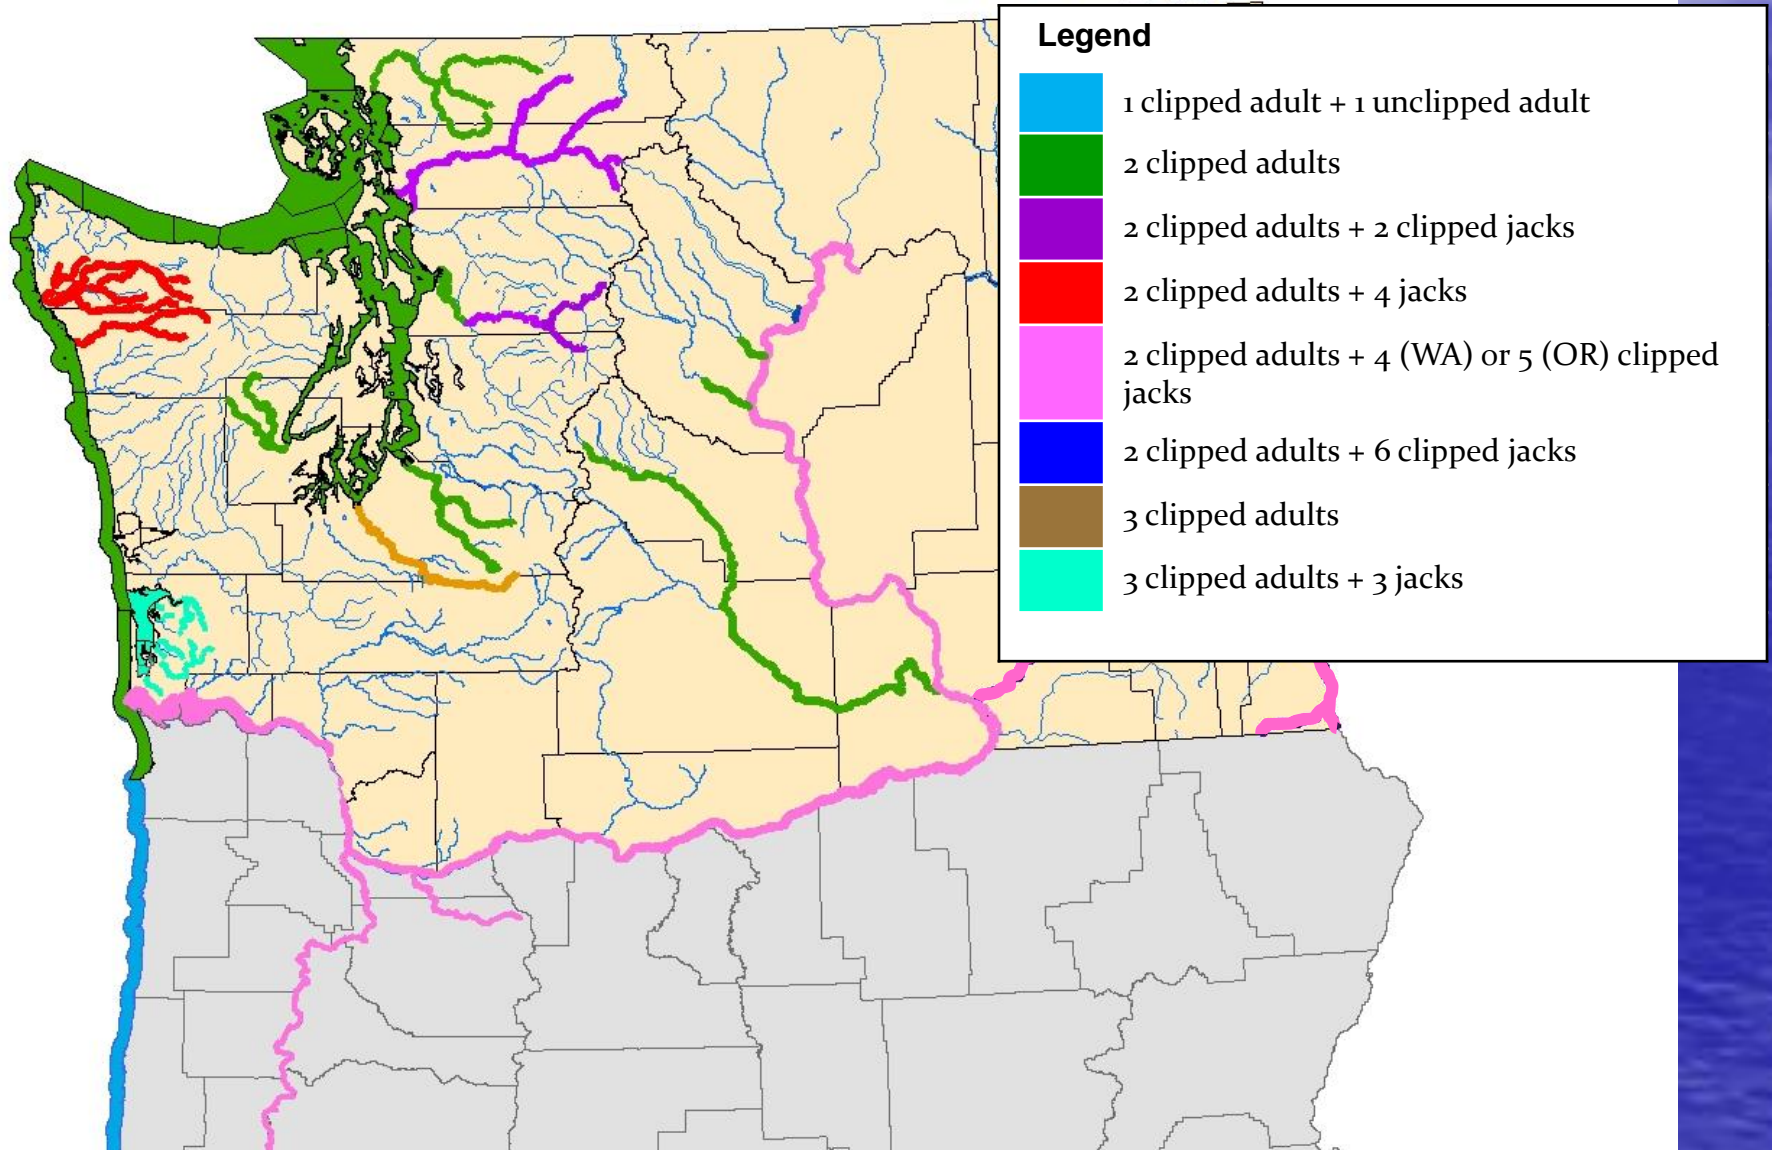 Legend
1 clipped adult + 1 unclipped adult
2 clipped adults
2 clipped adults + 2 clipped jacks
2 clipped adults + 4 jacks
2 clipped adults + 4 (WA) or 5 (OR) clipped
jacks
2 clipped adults + 6 clipped jacks
3 clipped adults
3 clipped adults + 3 jacks